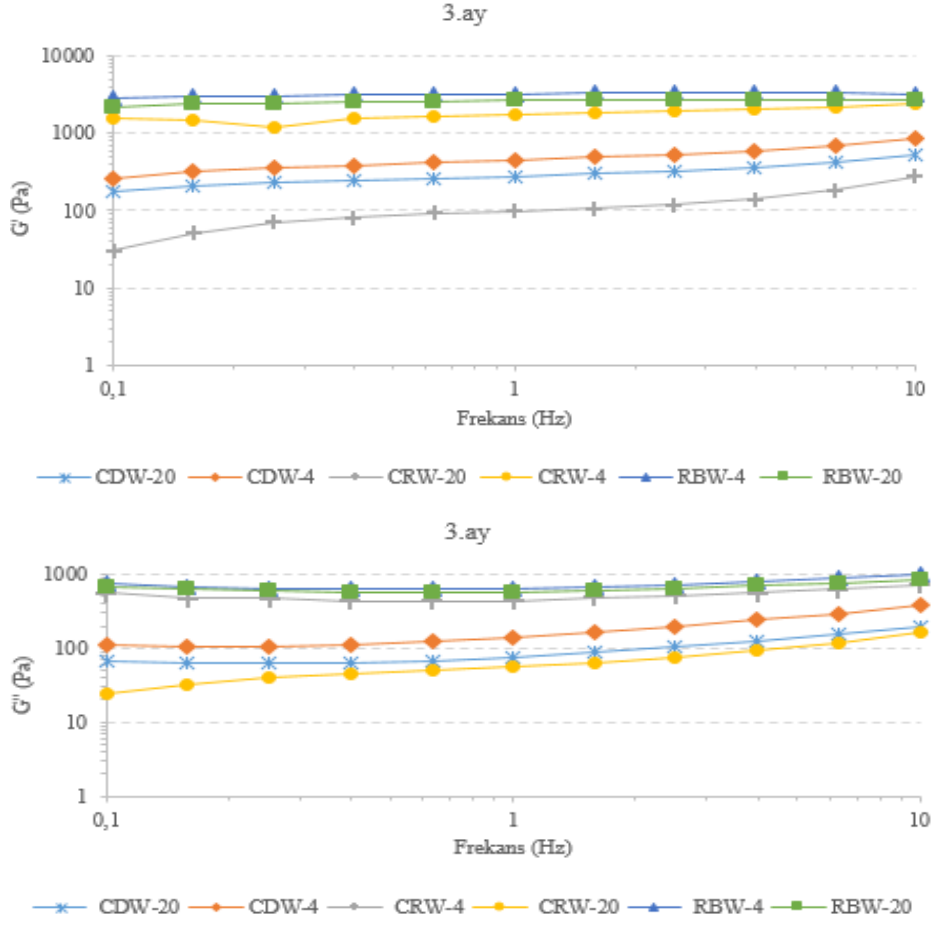 3.ay
10000
1000
100
10
1
G' (Pa)
0,1 1 10
Frekans (Hz)
CDW-20 CDW-4 CRW-20 CRW-4 RBW-4 RBW-20
3.ay
1000
100
10
1
G'' (Pa)
0,1 1 10
Frekans (Hz)
CDW-20 CDW-4 CRW-4 CRW-20 RBW-4 RBW-20